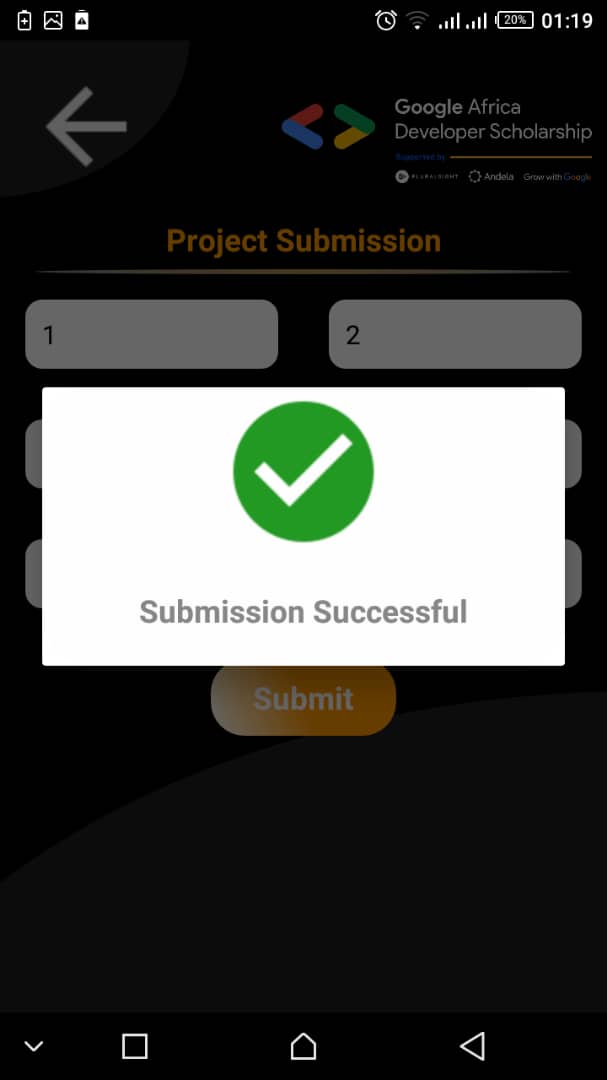 20% 01:19
Google Africa
Developer Scholarship
Supported by
PLURALSIGHT Andela Grow with Google
Project Submission
1 2
Submission Successful
Submit